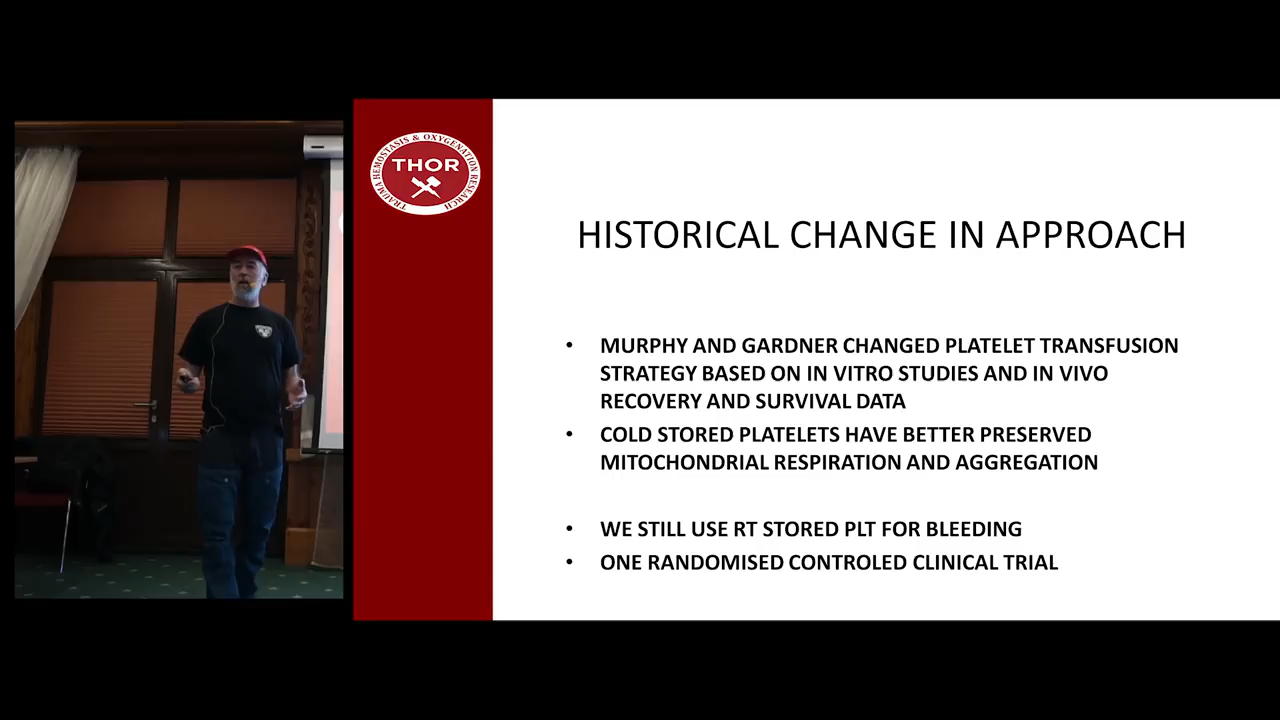 TRAUMA HEMOSTASIS & OXYGENATION RESEARCH
THOR
HISTORICAL CHANGE IN APPROACH
• MURPHY AND GARDNER CHANGED PLATELET TRANSFUSION
STRATEGY BASED ON IN VITRO STUDIES AND IN VIVO
RECOVERY AND SURVIVAL DATA
• COLD STORED PLATELETS HAVE BETTER PRESERVED
MITOCHONDRIAL RESPIRATION AND AGGREGATION
• WE STILL USE RT STORED PLT FOR BLEEDING
• ONE RANDOMISED CONTROLED CLINICAL TRIAL